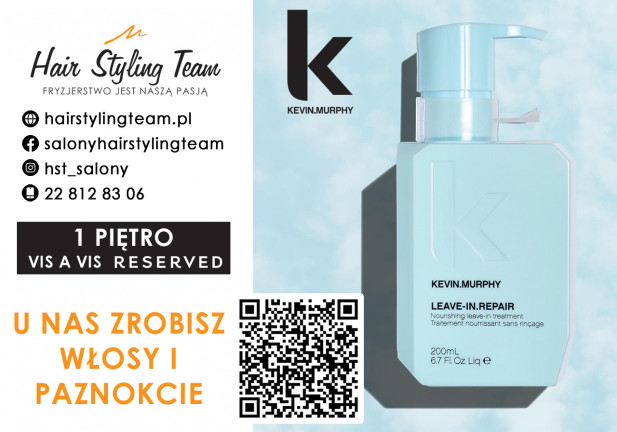 Hair Styling Team
FRYZJERSTWO JEST NASZĄ PASJĄ
hairstylingteam.pl
salonyhairstylingteam
hst_salony
22 812 83 06
1 PIĘTRO
VIS A VIS RESERVED
U NAS ZROBISZ
WŁOSY I
PAZNOKCIE
k
KEVIN.MURPHY
k
KEVIN.MURPHY
LEAVE-IN.REPAIR
Nourishing leave-in treatment
Traitement nourrissant sans rinçage
200mL
6.7 Fl. Oz. Liq. e